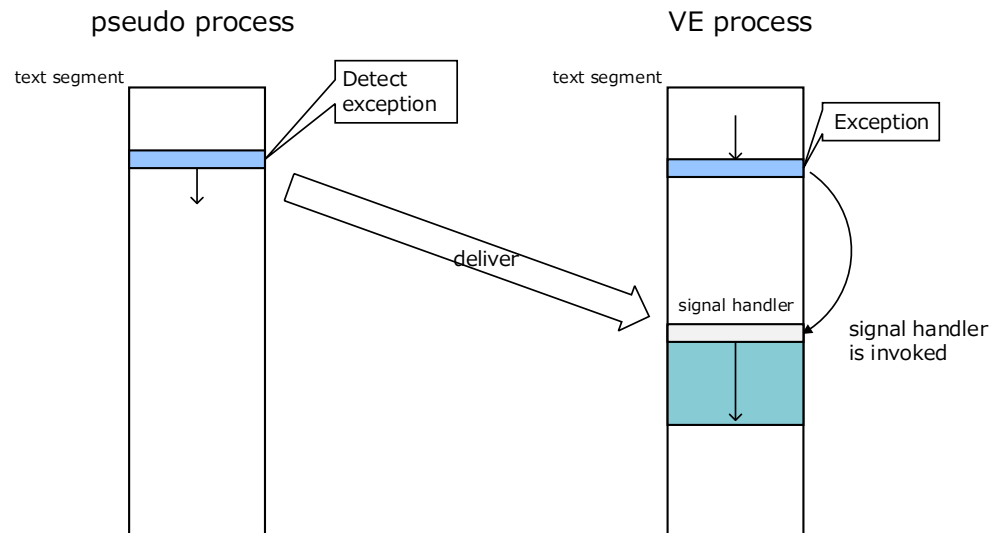 pseudo process
VE process
text segment
Detect
exception
text segment
Exception
deliver
signal handler
signal handler
is invoked